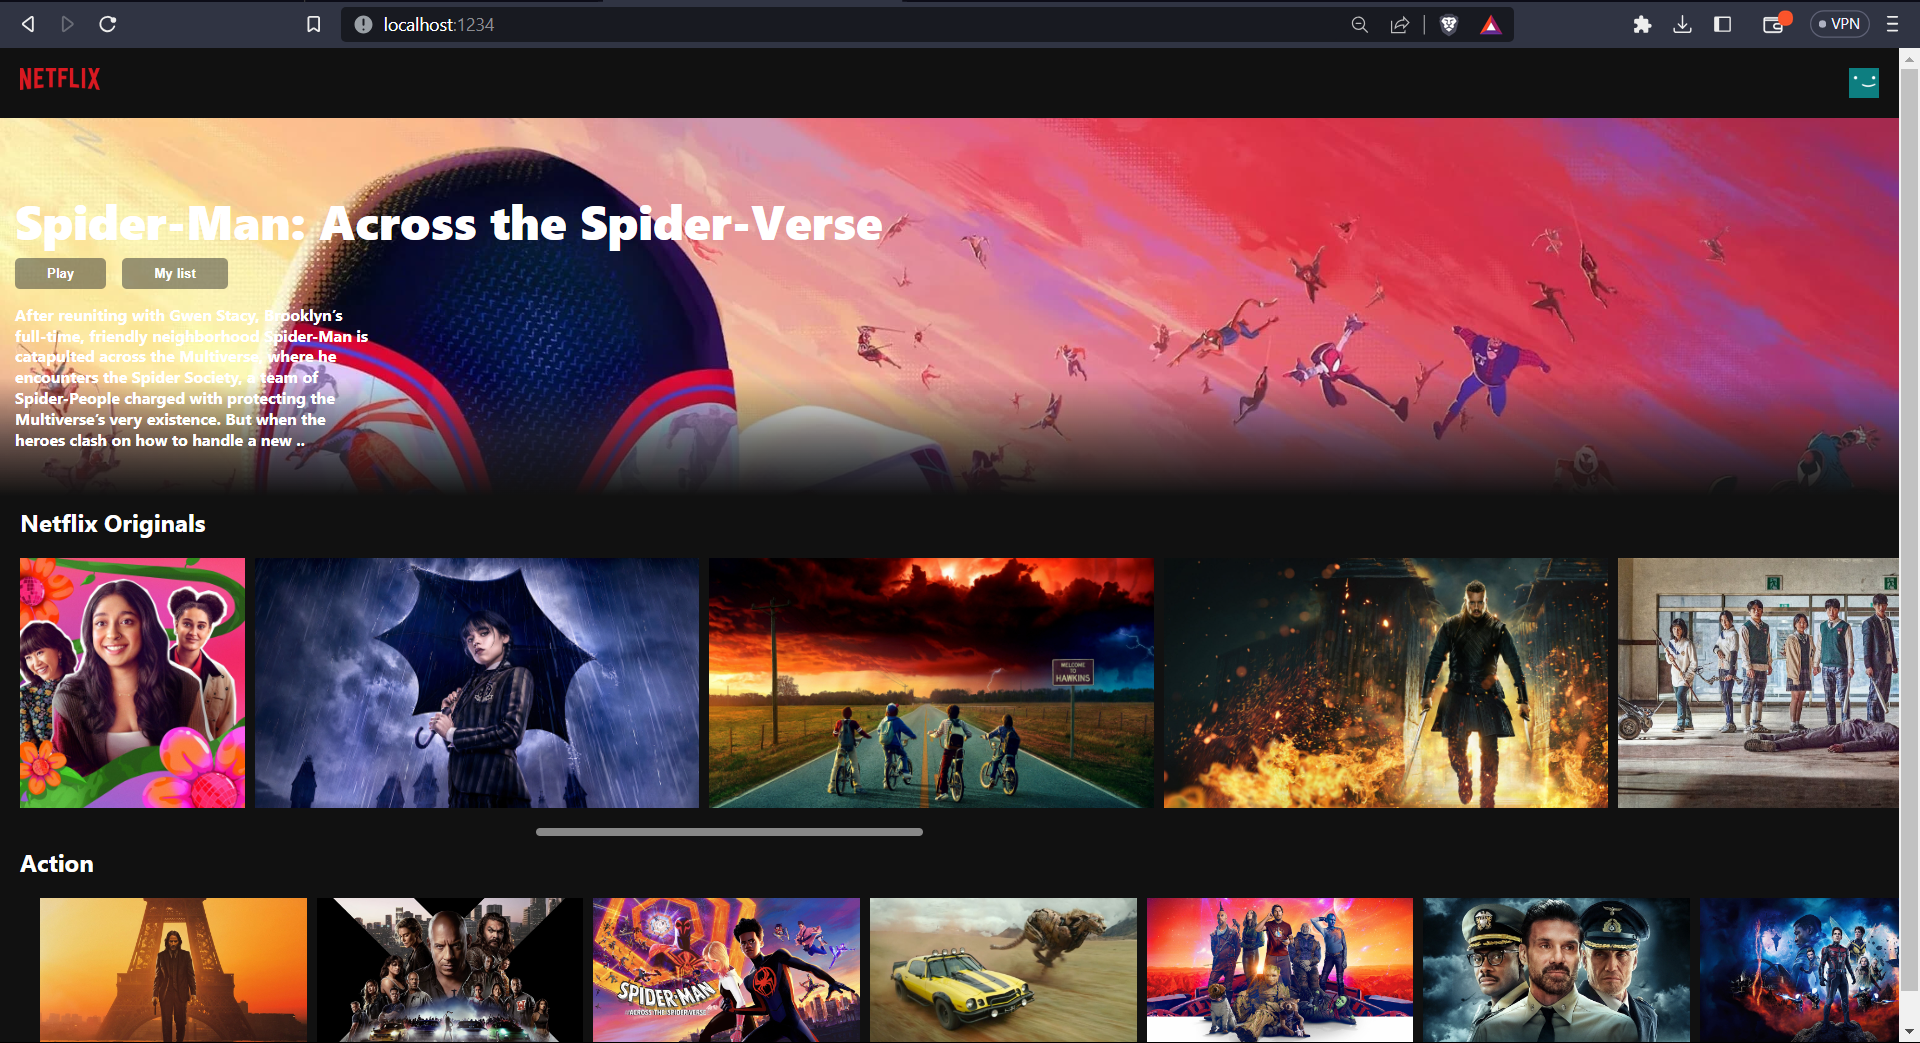 localhost:1234
VPN
NETFLIX
Spider-Man: Across the Spider-Verse
Play
My list
After reuniting with Gwen Stacy, Brooklyn’s
full-time, friendly neighborhood Spider-Man is
catapulted across the Multiverse, where he
encounters the Spider Society, a team of
Spider-People charged with protecting the
Multiverse’s very existence. But when the
heroes clash on how to handle a new ..
Netflix Originals
WELCOME
TO
HAWKINS
Action
SPIDER-MAN
ACROSS THE SPIDER-VERSE